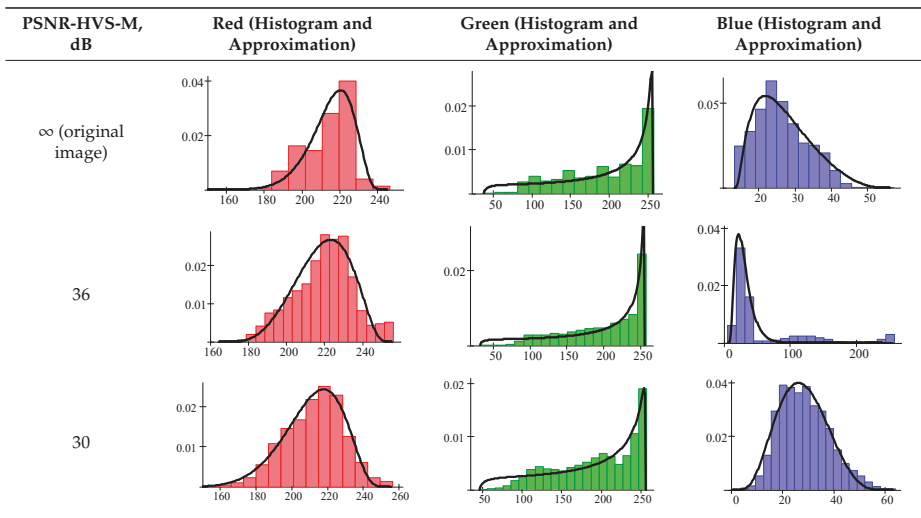 PSNR-HVS-M, dB
Red (Histogram and Approximation)
Green (Histogram and Approximation)
Blue (Histogram and Approximation)
∞ (original image)
0.04
0.02
160 180 200 220 240
0.02
0.01
50 100 150 200 250
0.05
20 30 40 50
36
0.02
0.01
160 180 200 220 240
0.02
50 100 150 200 250
0.04
0.02
0 100 200
30
0.02
0.01
160 180 200 220 240 260
0.02
0.01
50 100 150 200 250
0.04
0.02
0 20 40 60